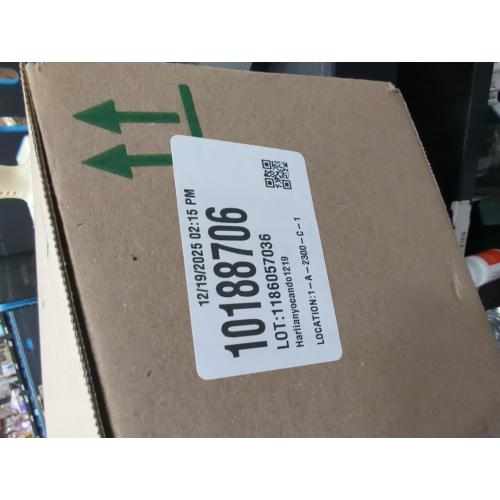 12/19/2025 02:15 PM
10188706
LOT:1186057036
Harlianyocando1219
LOCATION:1-A-2300-C-1